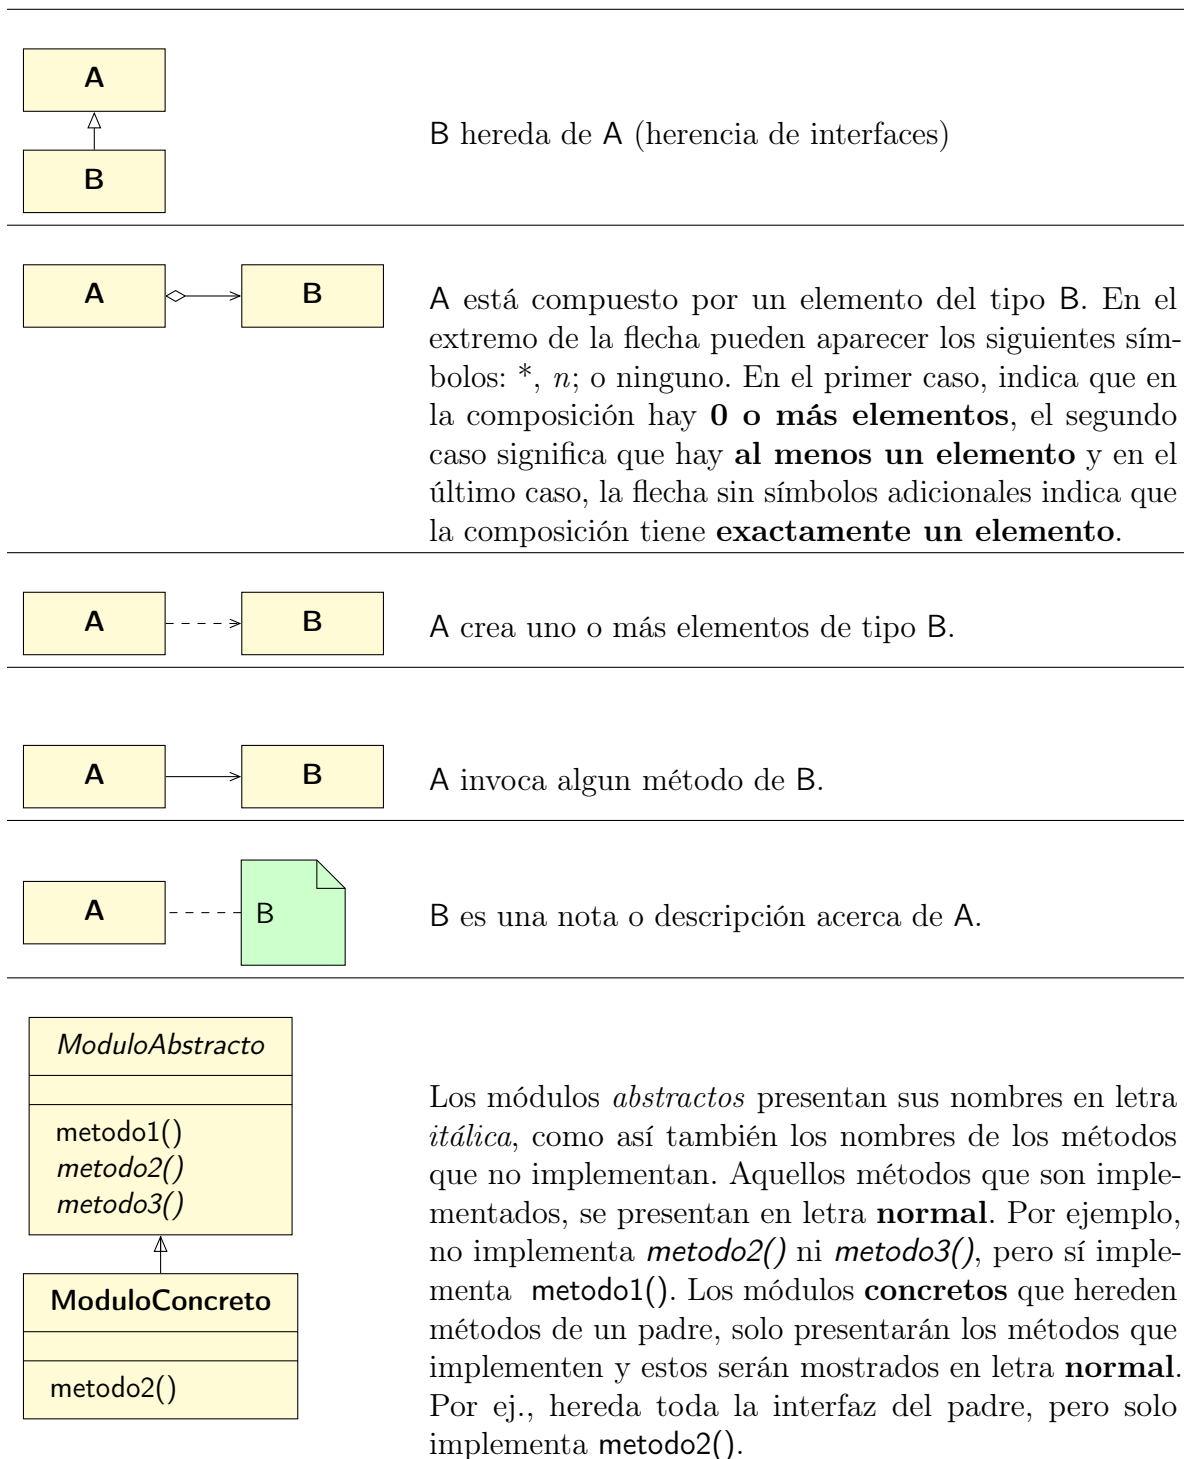 A
B
B hereda de A (herencia de interfaces)
A
B
A está compuesto por un elemento del tipo B. En el
extremo de la flecha pueden aparecer los siguientes sím-
bolos: *, n; o ninguno. En el primer caso, indica que en
la composición hay 0 o más elementos, el segundo
caso significa que hay al menos un elemento y en el
último caso, la flecha sin símbolos adicionales indica que
la composición tiene exactamente un elemento.
A
B
A crea uno o más elementos de tipo B.
A
B
A invoca algun método de B.
A
B
B es una nota o descripción acerca de A.
ModuloAbstracto
metodo1()
metodo2()
metodo3()
ModuloConcreto
metodo2()
Los módulos abstractos presentan sus nombres en letra
itálica, como así también los nombres de los métodos
que no implementan. Aquellos métodos que son imple-
mentados, se presentan en letra normal. Por ejemplo,
no implementa metodo2() ni metodo3(), pero sí imple-
menta metodo1(). Los módulos concretos que hereden
métodos de un padre, solo presentarán los métodos que
implementen y estos serán mostrados en letra normal.
Por ej., hereda toda la interfaz del padre, pero solo
implementa metodo2().